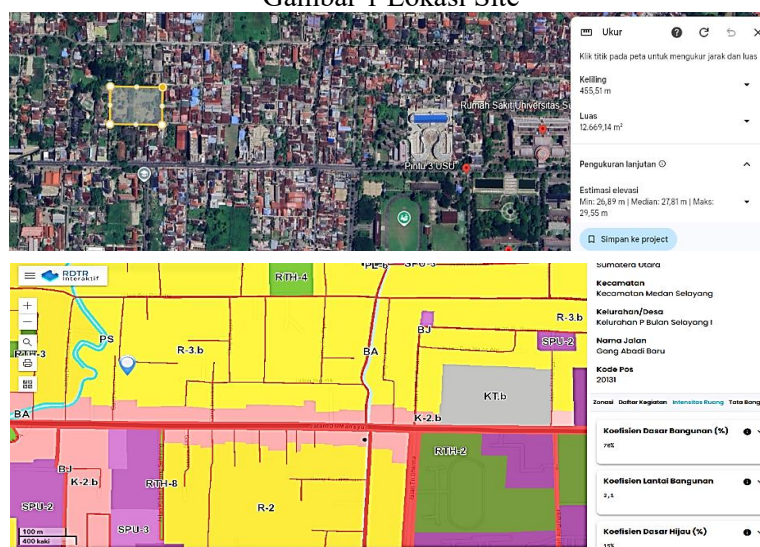 Gambar 1 Lokasi Site
Ukur
Klik titik pada peta untuk mengukur jarak dan luas
Keliling
455,51 m
Luas
12.669,14 m²
Pengukuran lanjutan
Estimasi elevasi
Min: 26,89 m | Median: 27,81 m | Maks:
29,55 m
Simpan ke project
Rumah Sakit Universitas Su
Pintu 3 USU
RDTR
Interaktif
RTH-4
R-3.b
PS
R-3.b
BJ
SPU-2
BA
KT.b
BA
K-2.b
RTH-2
BJ
K-2.b
RTH-8
SPU-2
R-2
SPU-3
100 m
400 kaki
Sumatera Utara
Kecamatan
Kecamatan Medan Selayang
Kelurahan/Desa
Kelurahan P Bulan Selayang I
Nama Jalan
Gang Abadi Baru
Kode Pos
20131
Zonasi Daftar Kegiatan Intensitas Ruang Tata Bang
Koefisien Dasar Bangunan (%)
Koefisien Lantai Bangunan
2,1
Koefisien Dasar Hijau (%)